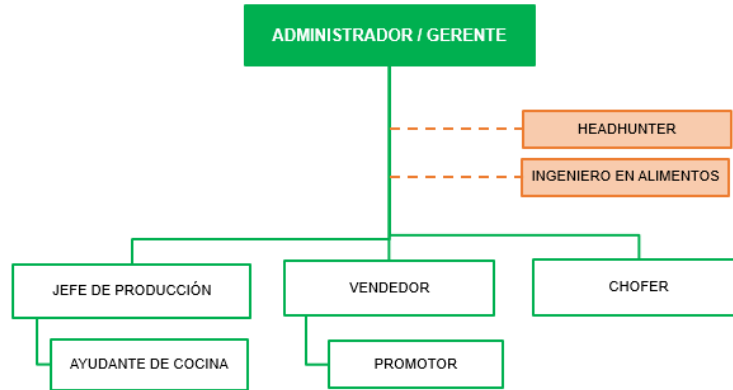 ADMINISTRADOR / GERENTE
HEADHUNTER
INGENIERO EN ALIMENTOS
JEFE DE PRODUCCIÓN
VENDEDOR
CHOFER
AYUDANTE DE COCINA
PROMOTOR